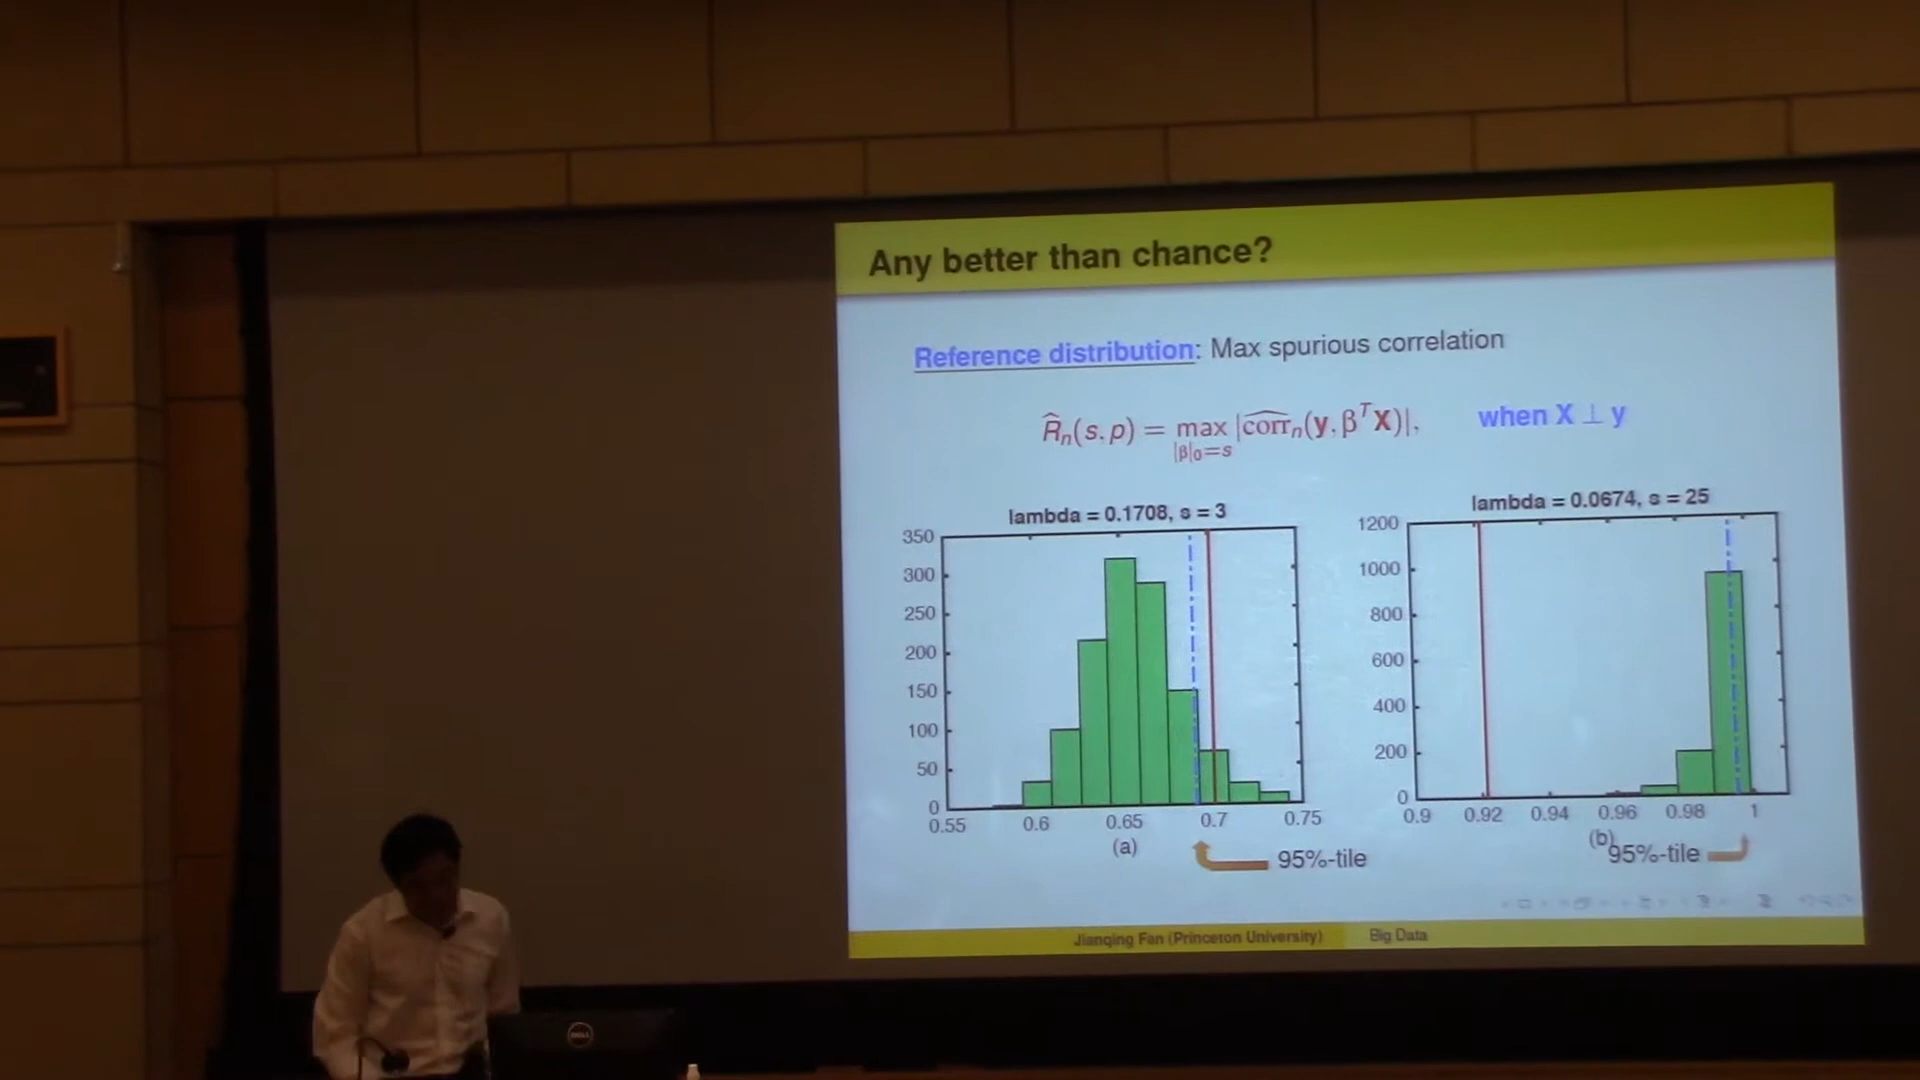 Any better than chance?
Reference distribution: Max spurious correlation
R̂ₙ(s,p) = max |ĉorrₙ(y, βᵀX)|, when X ⊥ y
|β|₀=s
lambda = 0.1708, s = 3
350
300
250
200
150
100
50
0
0.55 0.6 0.65 0.7 0.75
(a)
95%-tile
lambda = 0.0674, s = 25
1200
1000
800
600
400
200
0
0.9 0.92 0.94 0.96 0.98 1
(b)
95%-tile
Jianqing Fan (Princeton University) Big Data
DELL